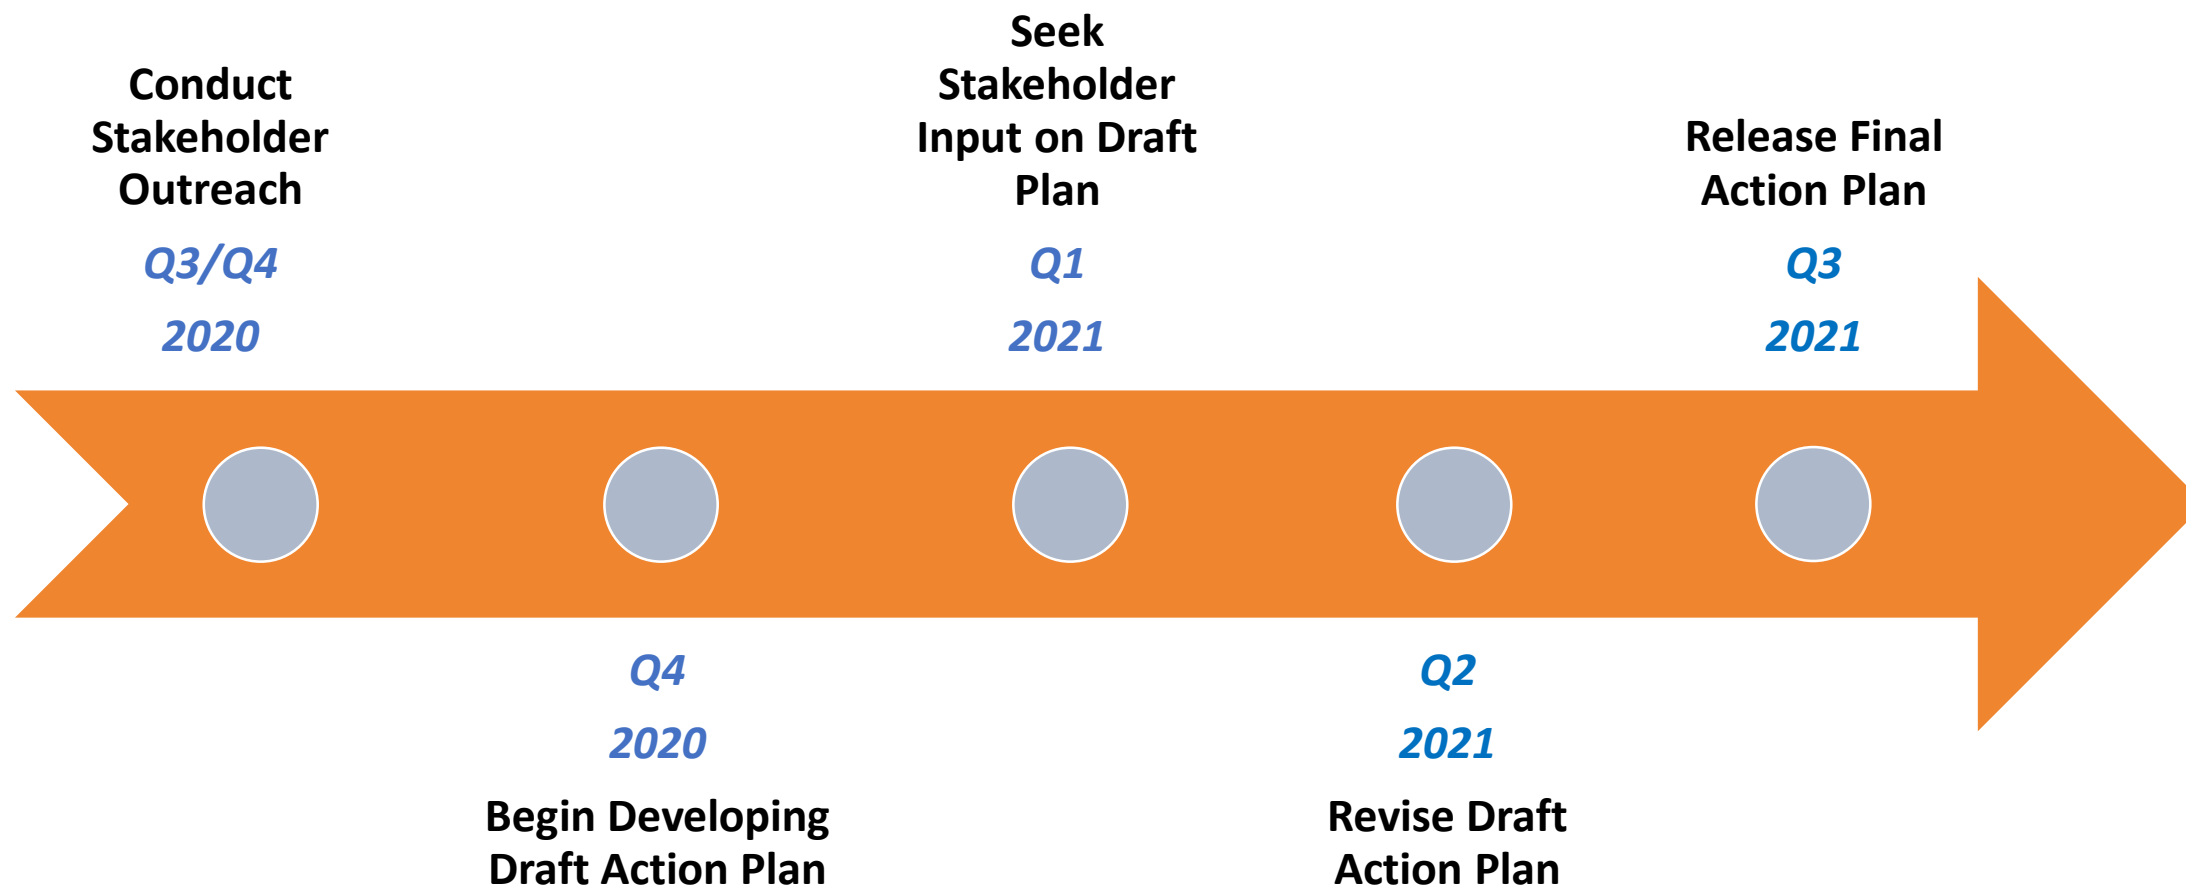 Conduct
Stakeholder
Outreach
Q3/Q4
2020
Q4
2020
Begin Developing
Draft Action Plan
Seek
Stakeholder
Input on Draft
Plan
Q1
2021
Q2
2021
Revise Draft
Action Plan
Release Final
Action Plan
Q3
2021